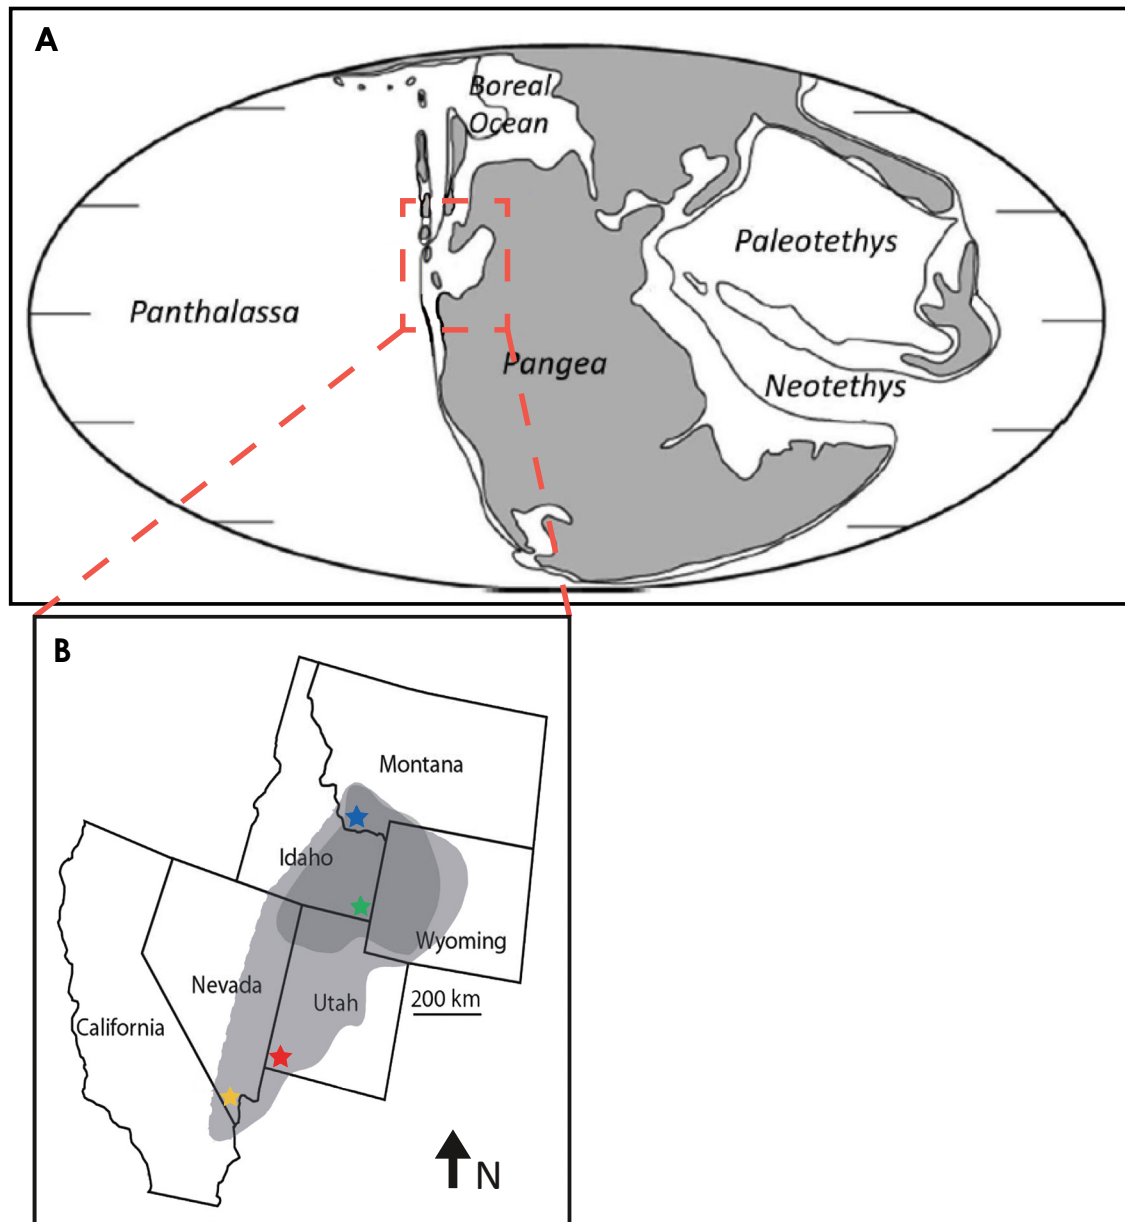 A
Boreal
Ocean
Paleotethys
Panthalassa
Pangea
Neotethys
B
Montana
Idaho
Wyoming
Nevada
Utah
200 km
California
N